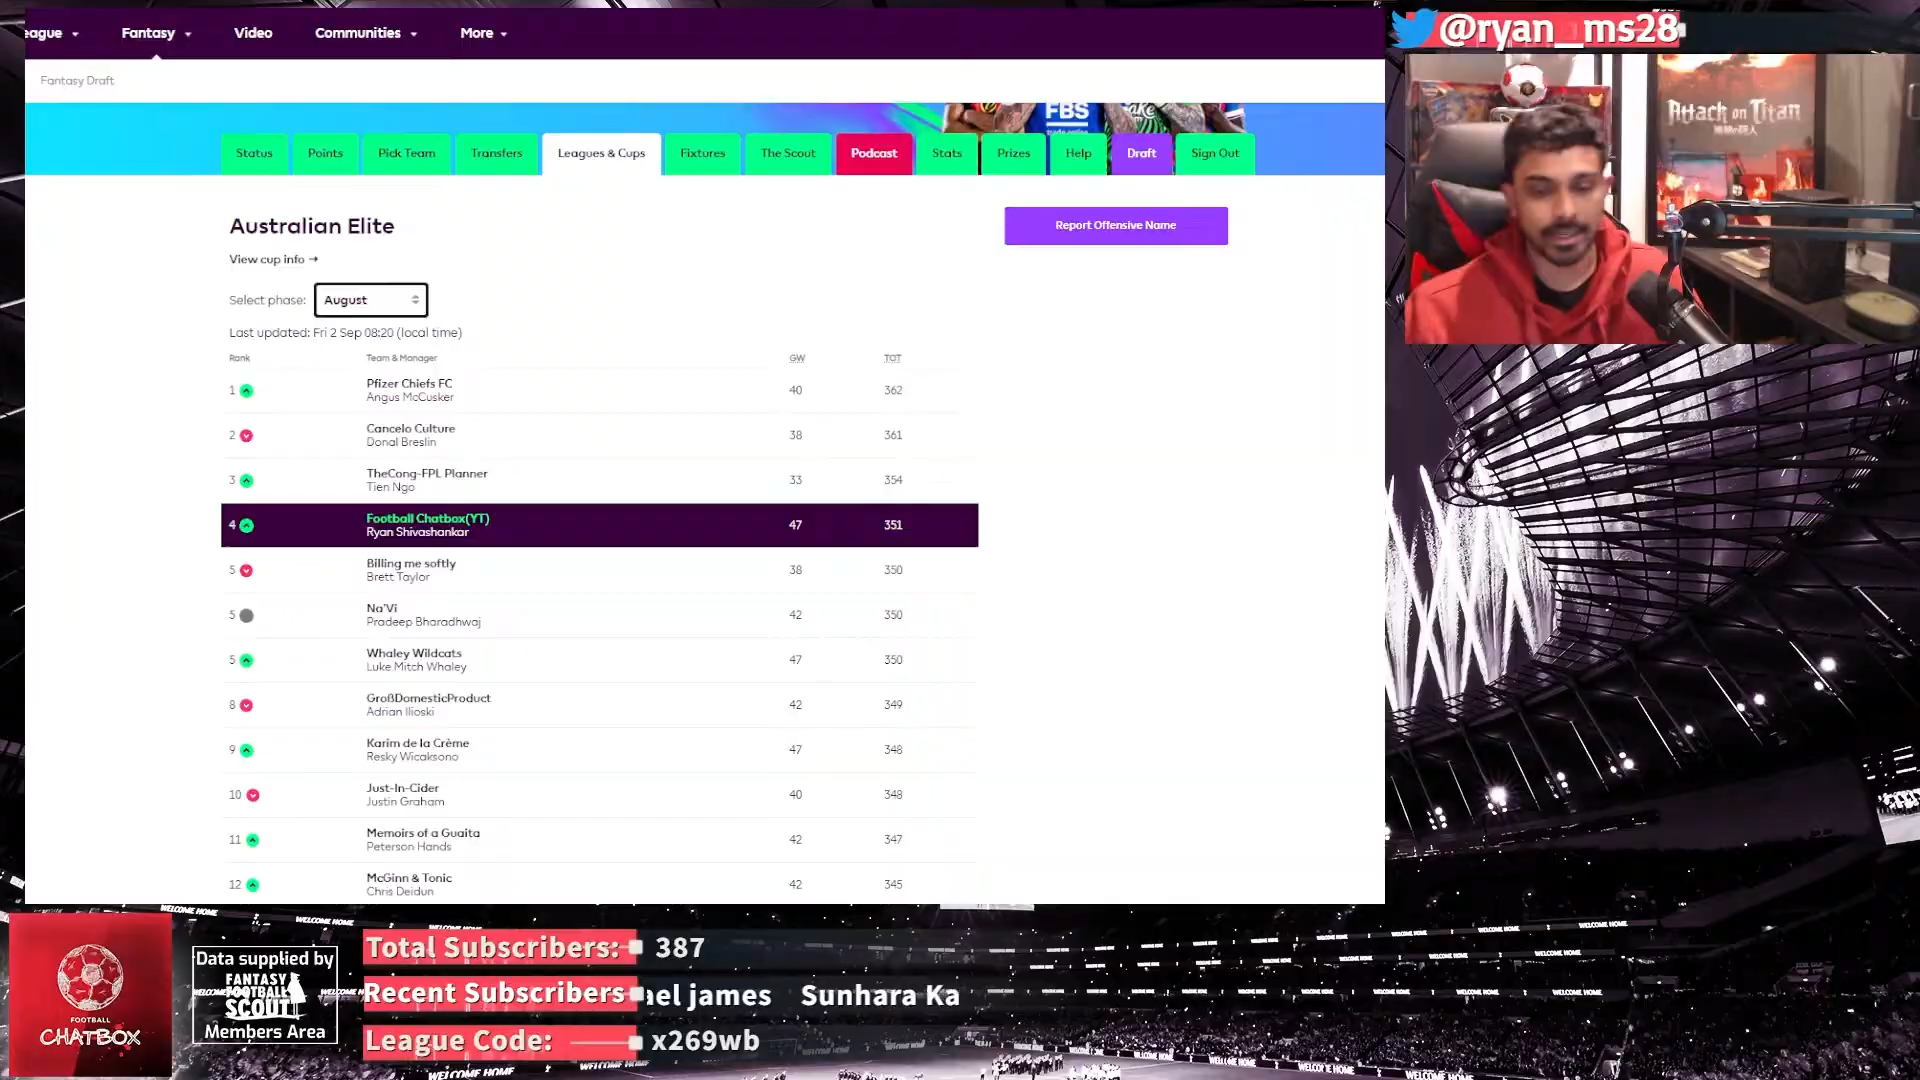 eague
Fantasy
Video
Communities
More
@ryan_ms28
Fantasy Draft
FBS
Status
Points
Pick Team
Transfers
Leagues & Cups
Fixtures
The Scout
Podcast
Stats
Prizes
Help
Draft
Sign Out
Attack on Titan
Australian Elite
Report Offensive Name
View cup info →
Select phase: August
Last updated: Fri 2 Sep 08:20 (local time)
Rank Team & Manager GW TOT
1 Pfizer Chiefs FC 40 362
Angus McCusker
2 Cancelo Culture 38 361
Donal Breslin
3 TheCong-FPL Planner 33 354
Tien Ngo
4 Football Chatbox(YT) 47 351
Ryan Shivashankar
5 Billing me softly 38 350
Brett Taylor
5 Na'Vi 42 350
Pradeep Bharadhwaj
5 Whaley Wildcats 47 350
Luke Mitch Whaley
8 GroßDomesticProduct 42 349
Adrian Ilioski
9 Karim de la Crème 47 348
Resky Wicaksono
10 Just-In-Cider 40 348
Justin Graham
11 Memoirs of a Guaita 42 347
Peterson Hands
12 McGinn & Tonic 42 345
Chris Deidun
FOOTBALL
CHATBOX
Data supplied by
FANTASY
FOOTBALL
SCOUT
Members Area
Total Subscribers: 387
Recent Subscribers ael james Sunhara Ka
League Code: x269wb
WELCOME HOME